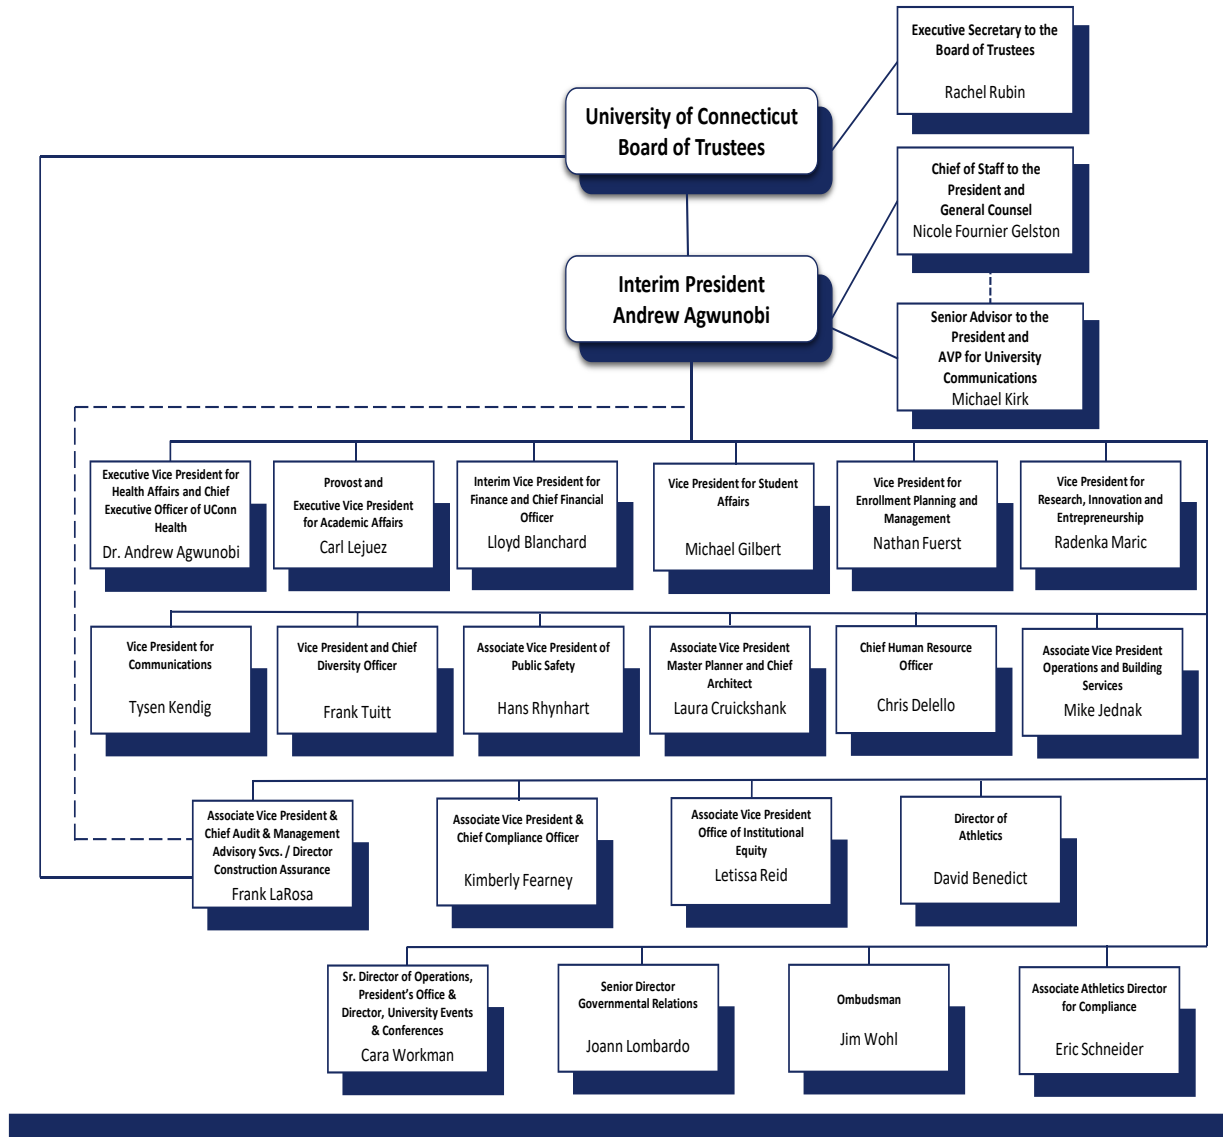 Executive Secretary to the
Board of Trustees
Rachel Rubin
University of Connecticut
Board of Trustees
Chief of Staff to the
President and
General Counsel
Nicole Fournier Gelston
Interim President
Andrew Agwunobi
Senior Advisor to the
President and
AVP for University
Communications
Michael Kirk
Executive Vice President for
Health Affairs and Chief
Executive Officer of UConn
Health
Dr. Andrew Agwunobi
Provost and
Executive Vice President
for Academic Affairs
Carl Lejuez
Interim Vice President for
Finance and Chief Financial
Officer
Lloyd Blanchard
Vice President for Student
Affairs
Michael Gilbert
Vice President for
Enrollment Planning and
Management
Nathan Fuerst
Vice President for
Research, Innovation and
Entrepreneurship
Radenka Maric
Vice President for
Communications
Tysen Kendig
Vice President and Chief
Diversity Officer
Frank Tuitt
Associate Vice President of
Public Safety
Hans Rhynhart
Associate Vice President
Master Planner and Chief
Architect
Laura Cruickshank
Chief Human Resource
Officer
Chris Delello
Associate Vice President
Operations and Building
Services
Mike Jednak
Associate Vice President &
Chief Audit & Management
Advisory Svcs. / Director
Construction Assurance
Frank LaRosa
Associate Vice President &
Chief Compliance Officer
Kimberly Fearney
Associate Vice President
Office of Institutional
Equity
Letissa Reid
Director of
Athletics
David Benedict
Sr. Director of Operations,
President’s Office &
Director, University Events
& Conferences
Cara Workman
Senior Director
Governmental Relations
Joann Lombardo
Ombudsman
Jim Wohl
Associate Athletics Director
for Compliance
Eric Schneider